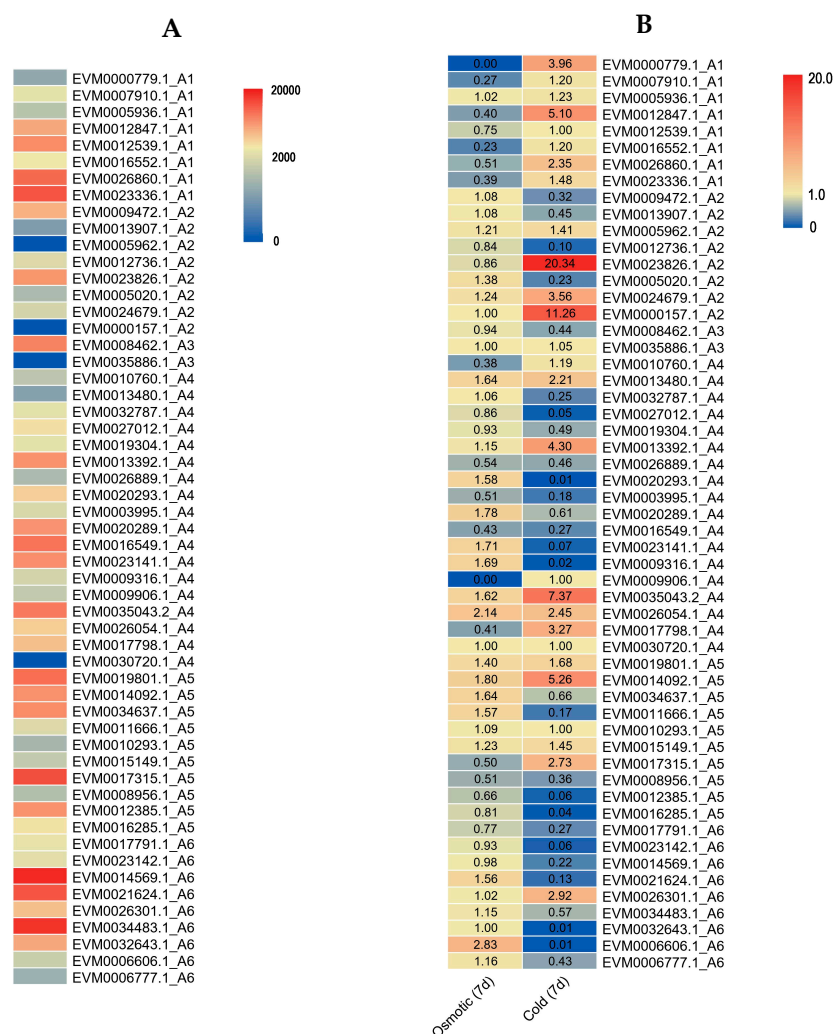 A
EVM0000779.1_A1
EVM0007910.1_A1
EVM0005936.1_A1
EVM0012847.1_A1
EVM0012539.1_A1
EVM0016552.1_A1
EVM0026860.1_A1
EVM0023336.1_A1
EVM0009472.1_A2
EVM0013907.1_A2
EVM0005962.1_A2
EVM0012736.1_A2
EVM0023826.1_A2
EVM0005020.1_A2
EVM0024679.1_A2
EVM0000157.1_A2
EVM0008462.1_A3
EVM0035886.1_A3
EVM0010760.1_A4
EVM0013480.1_A4
EVM0032787.1_A4
EVM0027012.1_A4
EVM0019304.1_A4
EVM0013392.1_A4
EVM0026889.1_A4
EVM0020293.1_A4
EVM0003995.1_A4
EVM0020289.1_A4
EVM0016549.1_A4
EVM0023141.1_A4
EVM0009316.1_A4
EVM0009906.1_A4
EVM0035043.2_A4
EVM0026054.1_A4
EVM0017798.1_A4
EVM0030720.1_A4
EVM0019801.1_A5
EVM0014092.1_A5
EVM0034637.1_A5
EVM0011666.1_A5
EVM0010293.1_A5
EVM0015149.1_A5
EVM0017315.1_A5
EVM0008956.1_A5
EVM0012385.1_A5
EVM0016285.1_A5
EVM0017791.1_A6
EVM0023142.1_A6
EVM0014569.1_A6
EVM0021624.1_A6
EVM0026301.1_A6
EVM0034483.1_A6
EVM0032643.1_A6
EVM0006606.1_A6
EVM0006777.1_A6
20000
2000
0
B
0.00 3.96 EVM0000779.1_A1
0.27 1.20 EVM0007910.1_A1
1.02 1.23 EVM0005936.1_A1
0.40 5.10 EVM0012847.1_A1
0.75 1.00 EVM0012539.1_A1
0.23 1.20 EVM0016552.1_A1
0.51 2.35 EVM0026860.1_A1
0.39 1.48 EVM0023336.1_A1
1.08 0.32 EVM0009472.1_A2
1.08 0.45 EVM0013907.1_A2
1.21 1.41 EVM0005962.1_A2
0.84 0.10 EVM0012736.1_A2
0.86 20.34 EVM0023826.1_A2
1.38 0.23 EVM0005020.1_A2
1.24 3.56 EVM0024679.1_A2
1.00 11.26 EVM0000157.1_A2
0.94 0.44 EVM0008462.1_A3
1.00 1.05 EVM0035886.1_A3
0.38 1.19 EVM0010760.1_A4
1.64 2.21 EVM0013480.1_A4
1.06 0.25 EVM0032787.1_A4
0.86 0.05 EVM0027012.1_A4
0.93 0.49 EVM0019304.1_A4
1.15 4.30 EVM0013392.1_A4
0.54 0.46 EVM0026889.1_A4
1.58 0.01 EVM0020293.1_A4
0.51 0.18 EVM0003995.1_A4
1.78 0.61 EVM0020289.1_A4
0.43 0.27 EVM0016549.1_A4
1.71 0.07 EVM0023141.1_A4
1.69 0.02 EVM0009316.1_A4
0.00 1.00 EVM0009906.1_A4
1.62 7.37 EVM0035043.2_A4
2.14 2.45 EVM0026054.1_A4
0.41 3.27 EVM0017798.1_A4
1.00 1.00 EVM0030720.1_A4
1.40 1.68 EVM0019801.1_A5
1.80 5.26 EVM0014092.1_A5
1.64 0.66 EVM0034637.1_A5
1.57 0.17 EVM0011666.1_A5
1.09 1.00 EVM0010293.1_A5
1.23 1.45 EVM0015149.1_A5
0.50 2.73 EVM0017315.1_A5
0.51 0.36 EVM0008956.1_A5
0.66 0.06 EVM0012385.1_A5
0.81 0.04 EVM0016285.1_A5
0.77 0.27 EVM0017791.1_A6
0.93 0.06 EVM0023142.1_A6
0.98 0.22 EVM0014569.1_A6
1.56 0.13 EVM0021624.1_A6
1.02 2.92 EVM0026301.1_A6
1.15 0.57 EVM0034483.1_A6
1.00 0.01 EVM0032643.1_A6
2.83 0.01 EVM0006606.1_A6
1.16 0.43 EVM0006777.1_A6
Osmotic (7d) Cold (7d)
20.0
1.0
0